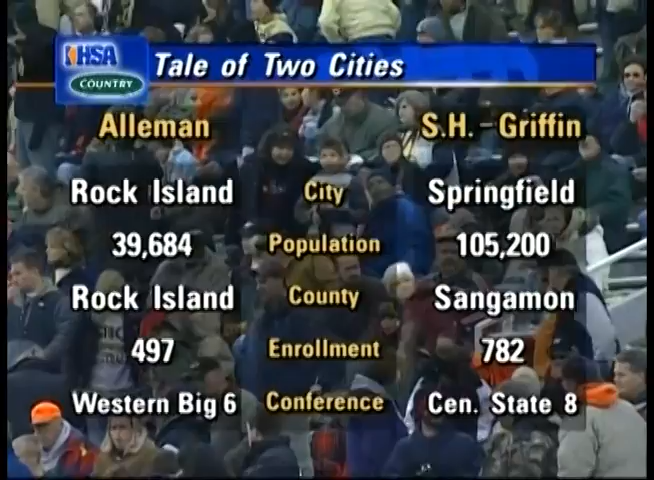 IHSA
COUNTRY
Tale of Two Cities
Alleman S.H. - Griffin
Rock Island City Springfield
39,684 Population 105,200
Rock Island County Sangamon
497 Enrollment 782
Western Big 6 Conference Cen. State 8